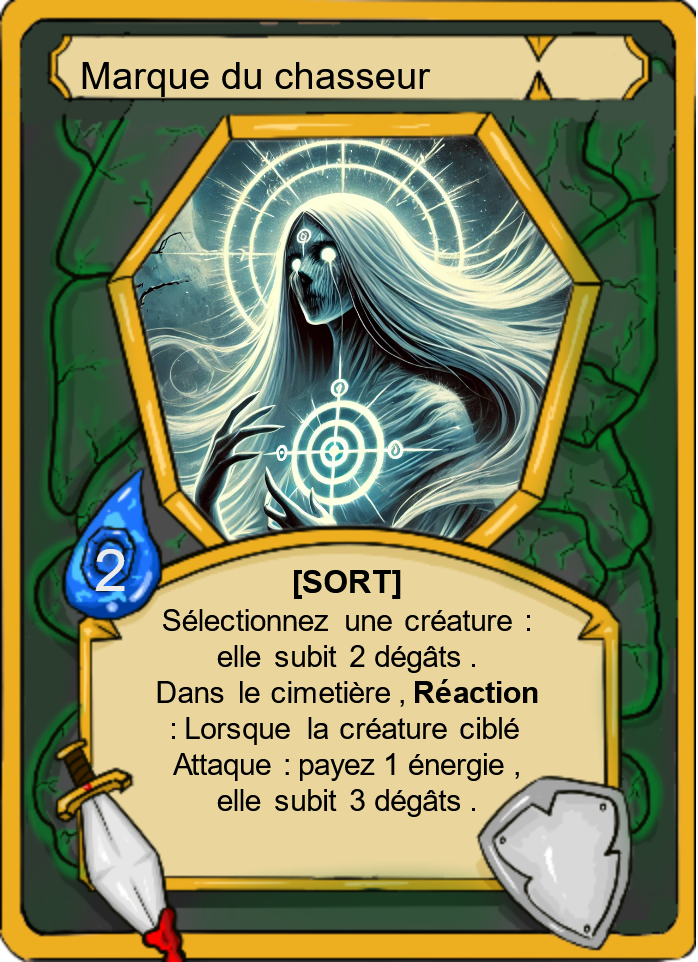 Marque du chasseur
2
[SORT]
Sélectionnez une créature :
elle subit 2 dégâts .
Dans le cimetière , Réaction
: Lorsque la créature ciblé
Attaque : payez 1 énergie ,
elle subit 3 dégâts .